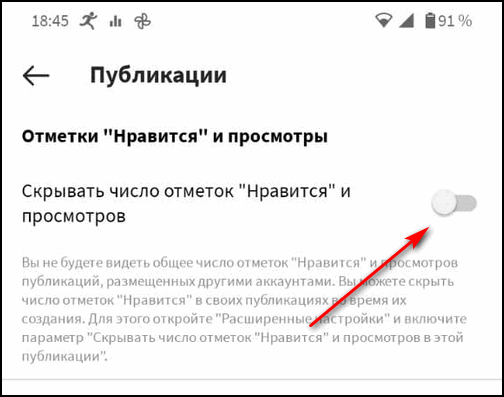 18:45 91 %
Публикации
Отметки "Нравится" и просмотры
Скрывать число отметок "Нравится" и
просмотров
Вы не будете видеть общее число отметок "Нравится" и просмотров
публикаций, размещенных другими аккаунтами. Вы можете скрыть
число отметок "Нравится" в своих публикациях во время их
создания. Для этого откройте "Расширенные настройки" и включите
параметр "Скрывать число отметок "Нравится" и просмотров в этой
публикации".